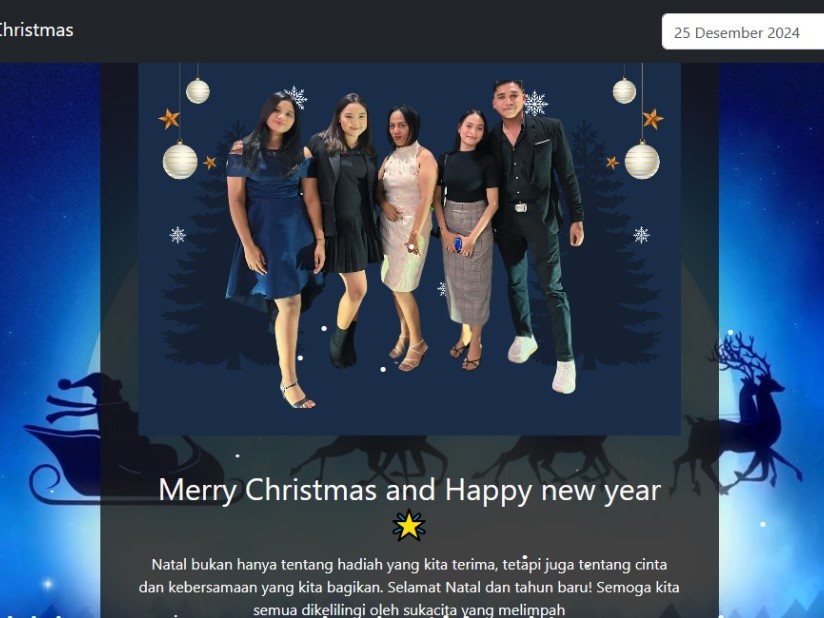 Christmas
25 Desember 2024
Merry Christmas and Happy new year
🌟
Natal bukan hanya tentang hadiah yang kita terima, tetapi juga tentang cinta
dan kebersamaan yang kita bagikan. Selamat Natal dan tahun baru! Semoga kita
semua dikelilingi oleh sukacita yang melimpah